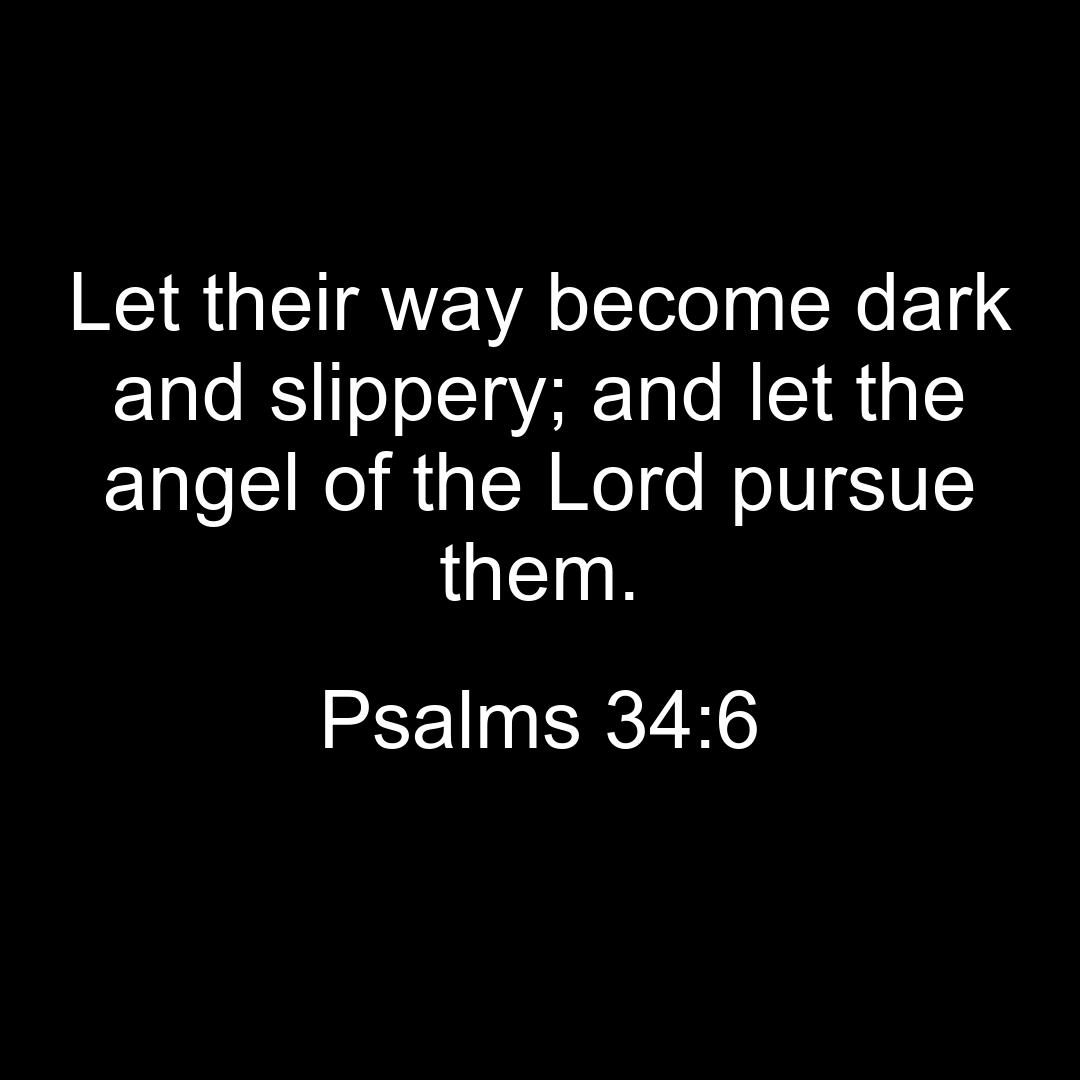 Let their way become dark
and slippery; and let the
angel of the Lord pursue
them.
Psalms 34:6